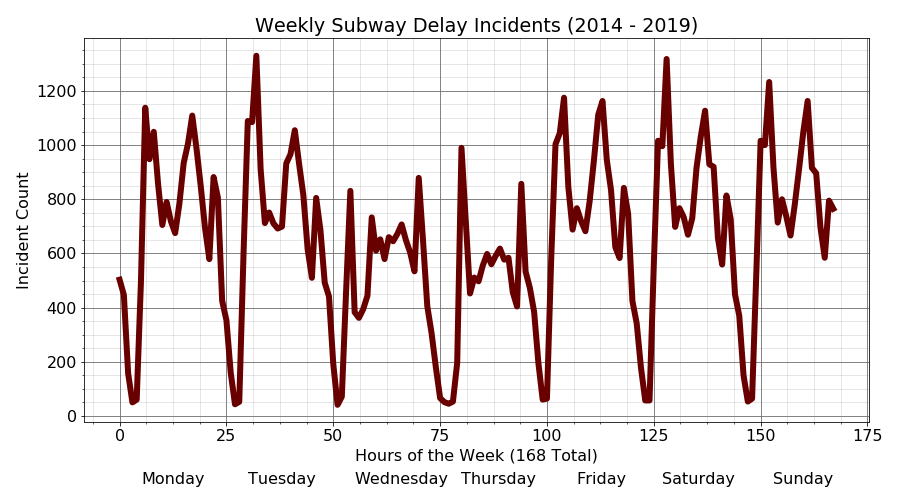 Weekly Subway Delay Incidents (2014 - 2019)
Incident Count
1200
1000
800
600
400
200
0
0 25 50 75 100 125 150 175
Hours of the Week (168 Total)
Monday Tuesday Wednesday Thursday Friday Saturday Sunday